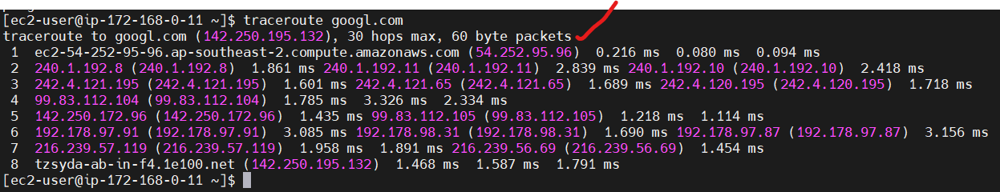 [ec2-user@ip-172-168-0-11 ~]$ traceroute googl.com
traceroute to googl.com (142.250.195.132), 30 hops max, 60 byte packets
 1  ec2-54-252-95-96.ap-southeast-2.compute.amazonaws.com (54.252.95.96)  0.216 ms  0.080 ms  0.094 ms
 2  240.1.192.8 (240.1.192.8)  1.861 ms 240.1.192.11 (240.1.192.11)  2.839 ms 240.1.192.10 (240.1.192.10)  2.418 ms
 3  242.4.121.195 (242.4.121.195)  1.601 ms 242.4.121.65 (242.4.121.65)  1.689 ms 242.4.120.195 (242.4.120.195)  1.718 ms
 4  99.83.112.104 (99.83.112.104)  1.785 ms  3.326 ms  2.334 ms
 5  142.250.172.96 (142.250.172.96)  1.435 ms 99.83.112.105 (99.83.112.105)  1.218 ms  1.114 ms
 6  192.178.97.91 (192.178.97.91)  3.085 ms 192.178.98.31 (192.178.98.31)  1.690 ms 192.178.97.87 (192.178.97.87)  3.156 ms
 7  216.239.57.119 (216.239.57.119)  1.958 ms  1.891 ms 216.239.56.69 (216.239.56.69)  1.454 ms
 8  tzsyda-ab-in-f4.1e100.net (142.250.195.132)  1.468 ms  1.587 ms  1.791 ms
[ec2-user@ip-172-168-0-11 ~]$